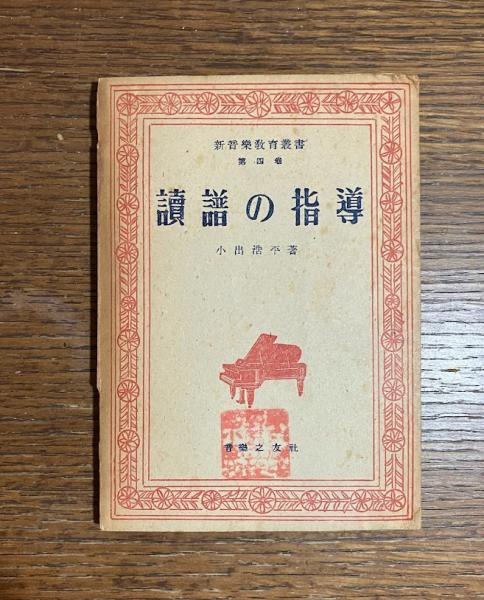 新音樂教育叢書
第四卷
讀譜の指導
小出浩平著
音樂之友社